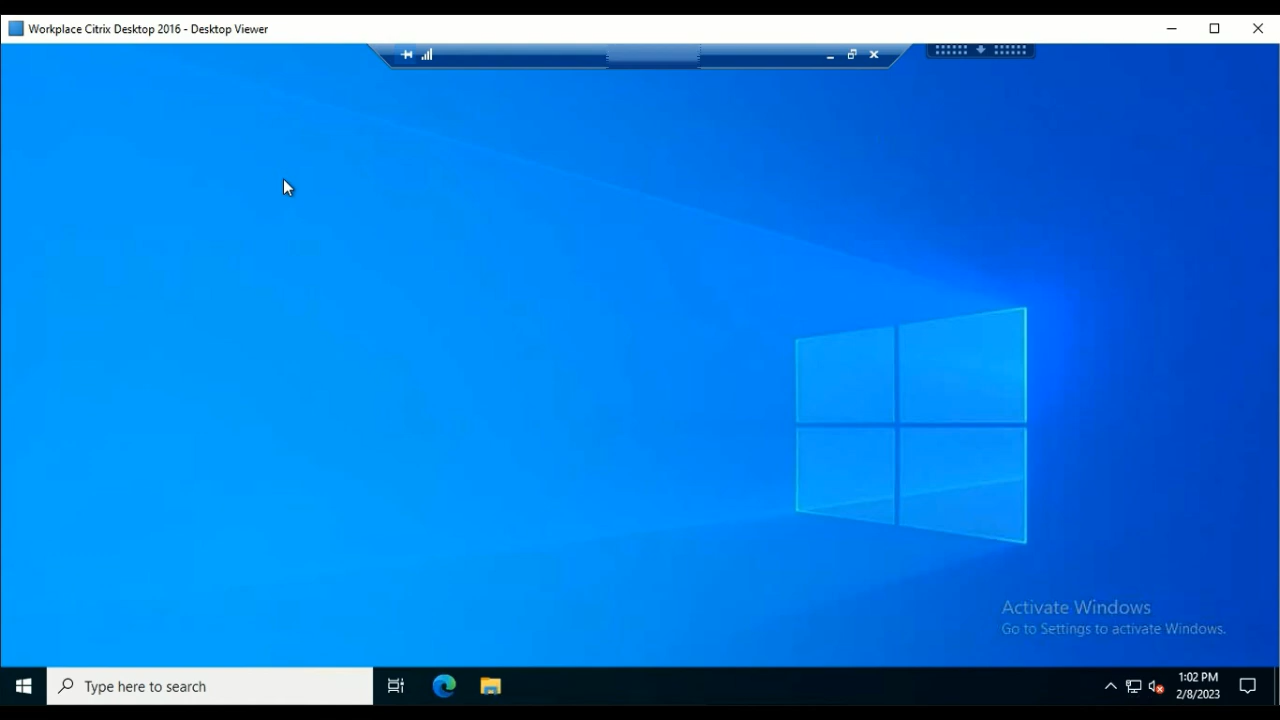 Workplace Citrix Desktop 2016 - Desktop Viewer
Activate Windows
Go to Settings to activate Windows.
Type here to search
1:02 PM
2/8/2023